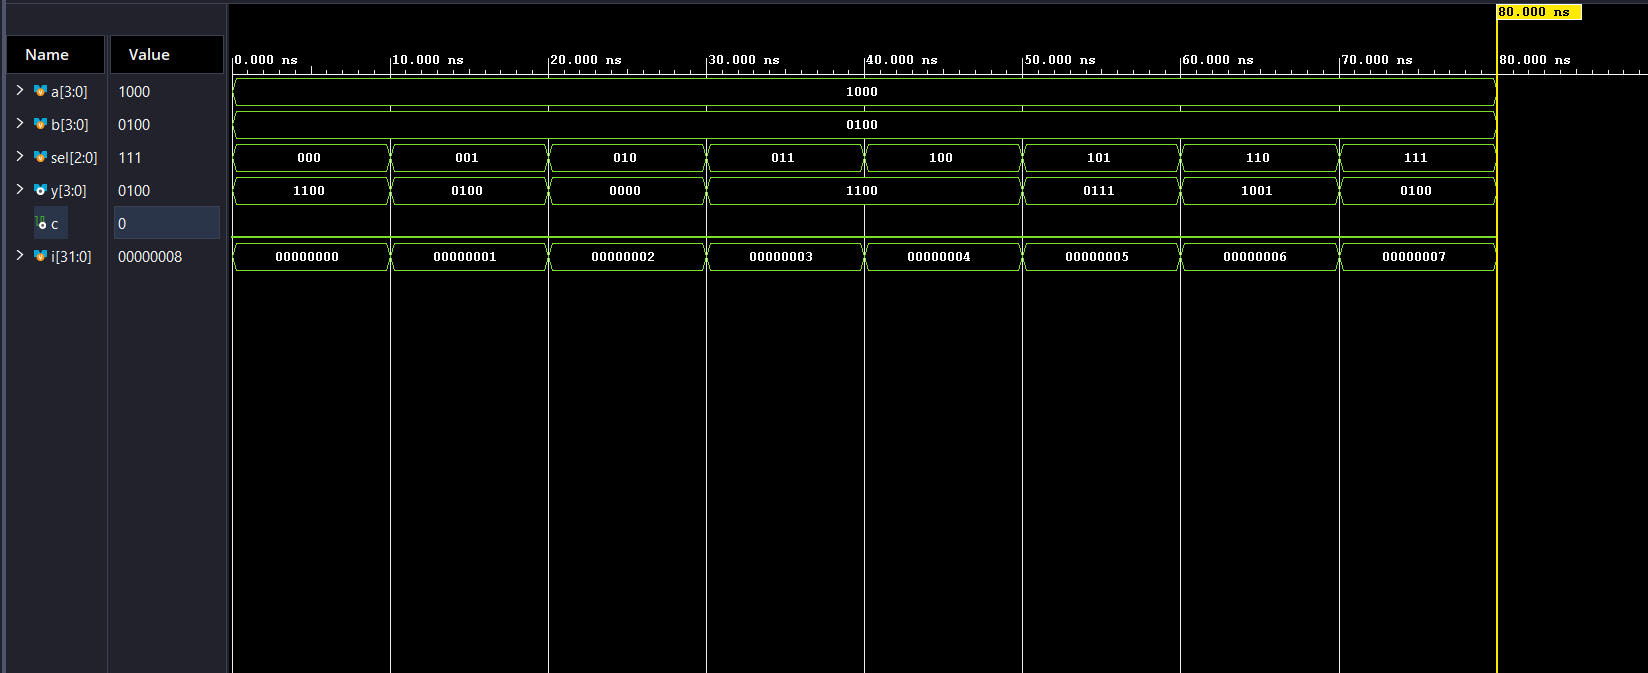 80.000 ns
Name Value
0.000 ns 10.000 ns 20.000 ns 30.000 ns 40.000 ns 50.000 ns 60.000 ns 70.000 ns 80.000 ns
a[3:0] 1000 1000
b[3:0] 0100 0100
sel[2:0] 111 000 001 010 011 100 101 110 111
y[3:0] 0100 1100 0100 0000 1100 0111 1001 0100
c 0
i[31:0] 00000008 00000000 00000001 00000002 00000003 00000004 00000005 00000006 00000007